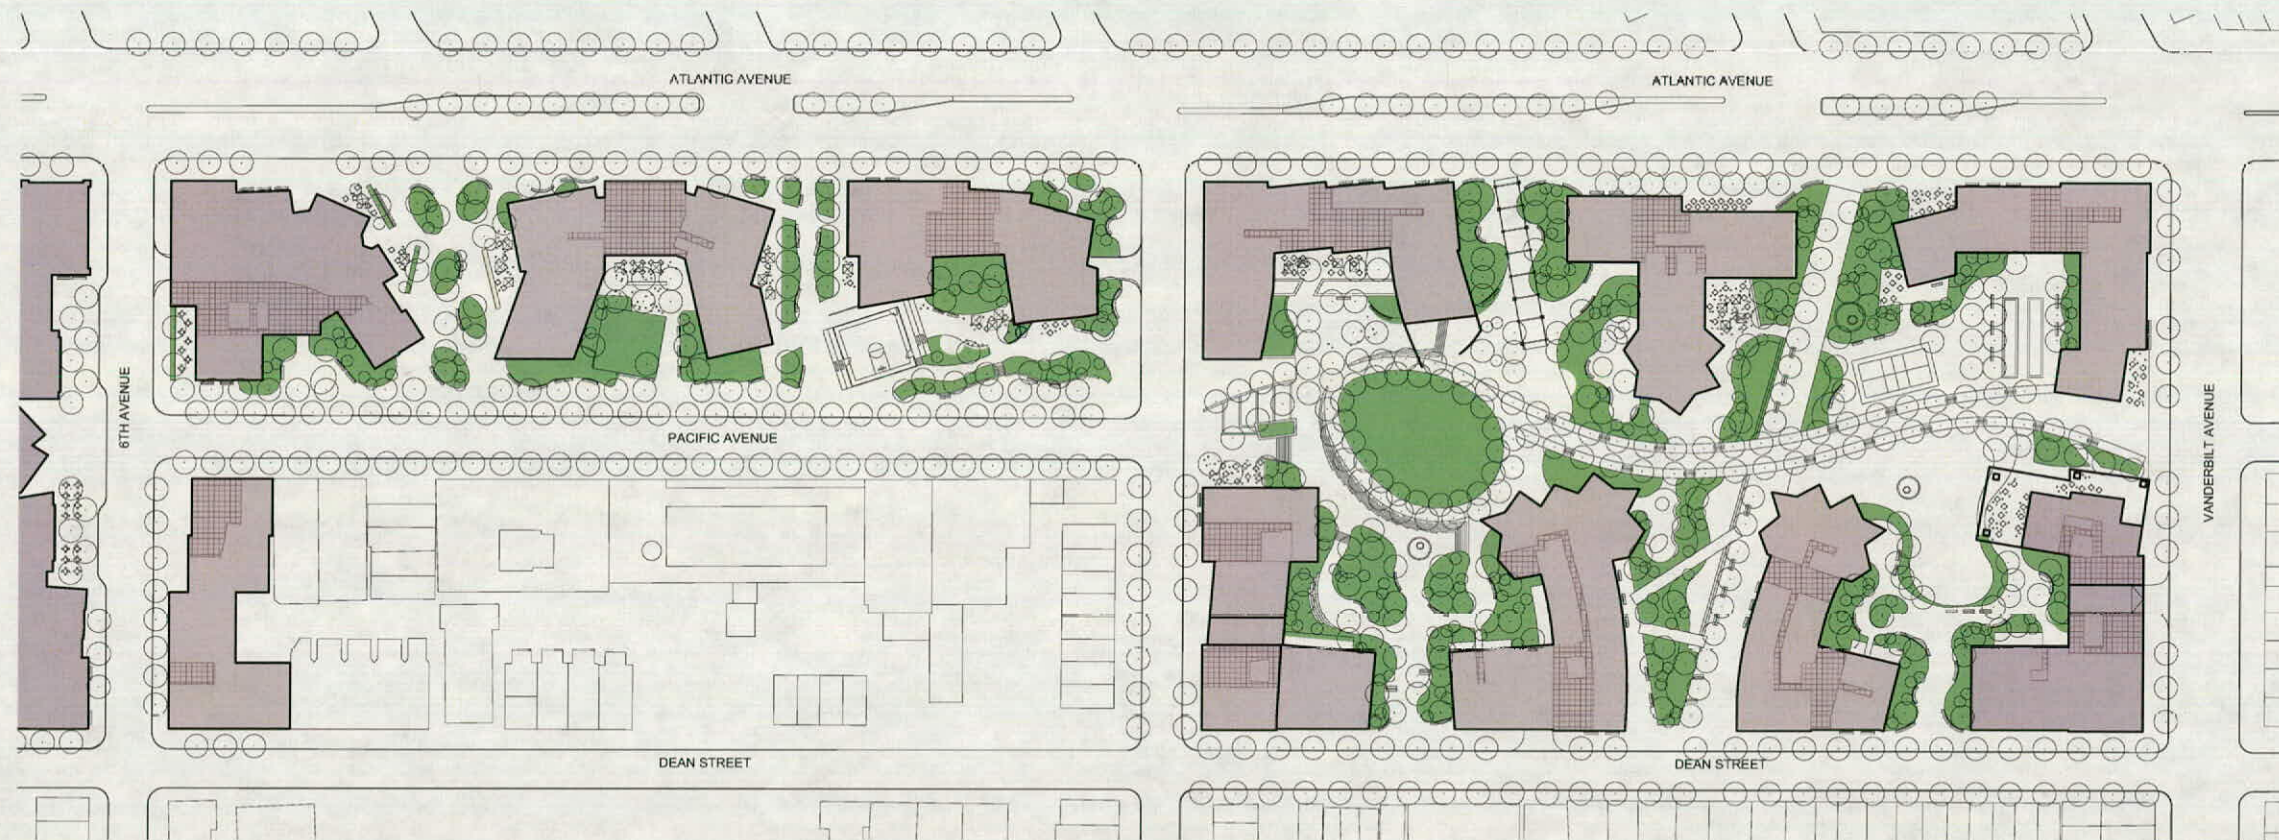 ATLANTIC AVENUE
ATLANTIC AVENUE
6TH AVENUE
PACIFIC AVENUE
VANDERBILT AVENUE
DEAN STREET
DEAN STREET